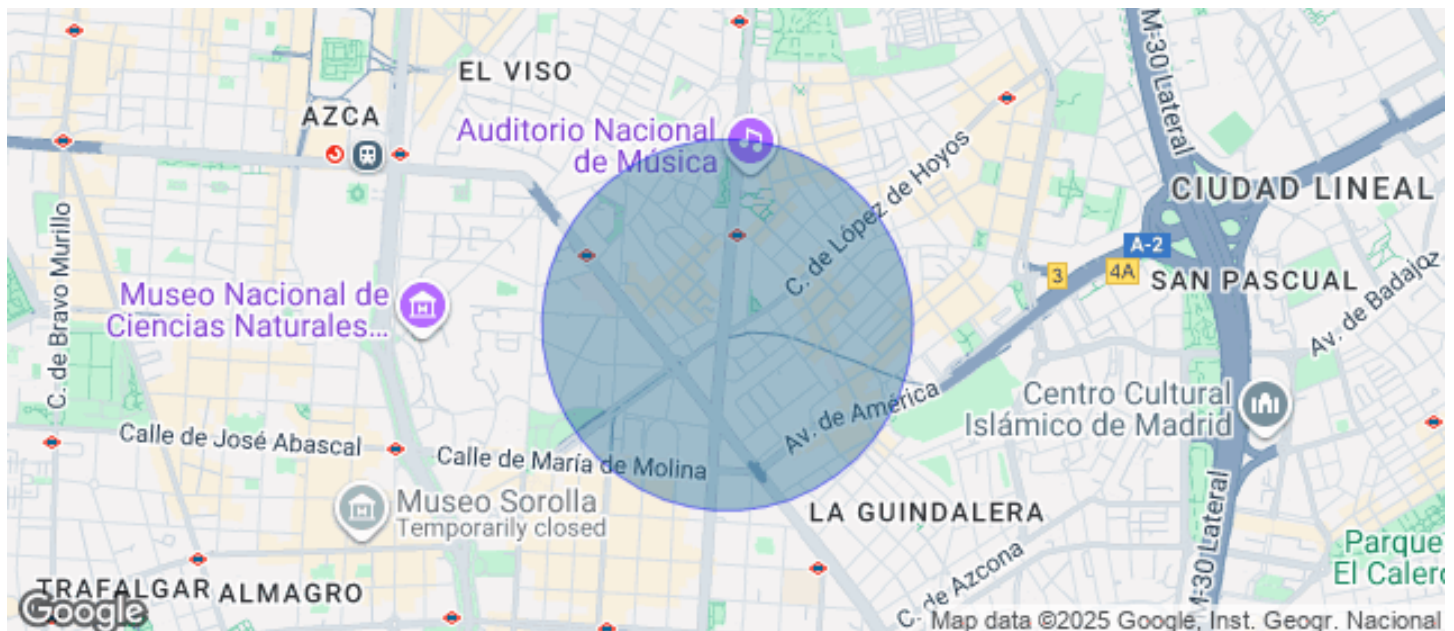 EL VISO
AZCA
Auditorio Nacional
de Música
M-30 Lateral
C. de López de Hoyos
CIUDAD LINEAL
A-2
3
4A
SAN PASCUAL
C. de Bravo Murillo
Museo Nacional de
Ciencias Naturales...
Av. de Badajoz
Av. de América
Centro Cultural
Islámico de Madrid
Calle de José Abascal
Calle de María de Molina
Museo Sorolla
Temporarily closed
LA GUINDALERA
C. de Azcona
M-30 Lateral
Parque
El Calero
TRAFALGAR
ALMAGRO
Google
Map data ©2025 Google, Inst. Geogr. Nacional